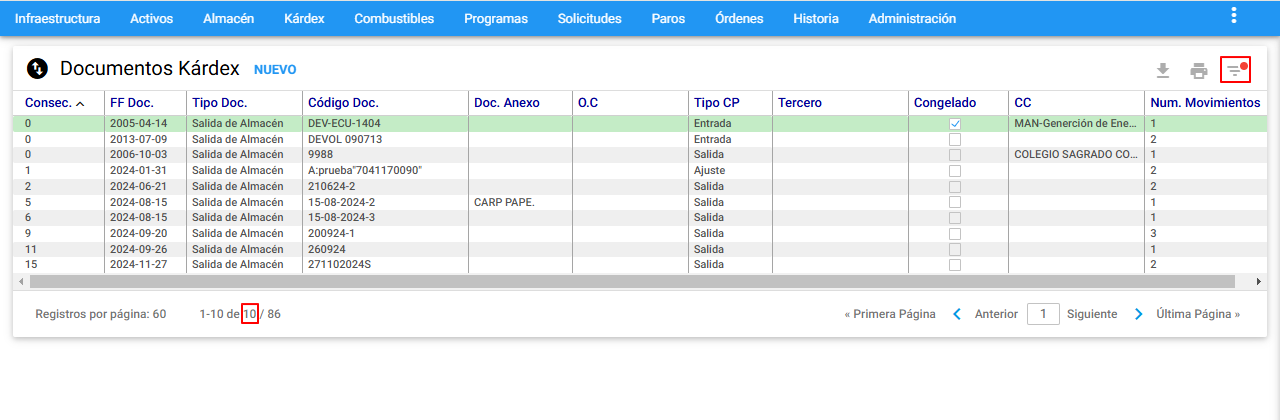 Infraestructura Activos Almacén Kárdex Combustibles Programas Solicitudes Paros Órdenes Historia Administración
Documentos Kárdex NUEVO
Consec. FF Doc. Tipo Doc. Código Doc. Doc. Anexo O.C Tipo CP Tercero Congelado CC Num. Movimientos
0 2005-04-14 Salida de Almacén DEV-ECU-1404 Entrada MAN-Generción de Ene... 1
0 2013-07-09 Salida de Almacén DEVOL 090713 Entrada 2
0 2006-10-03 Salida de Almacén 9988 Salida COLEGIO SAGRADO CO... 1
1 2024-01-31 Salida de Almacén A:prueba"7041170090" Ajuste 2
2 2024-06-21 Salida de Almacén 210624-2 Salida 2
5 2024-08-15 Salida de Almacén 15-08-2024-2 CARP PAPE. Salida 1
6 2024-08-15 Salida de Almacén 15-08-2024-3 Salida 1
9 2024-09-20 Salida de Almacén 200924-1 Salida 3
11 2024-09-26 Salida de Almacén 260924 Salida 1
15 2024-11-27 Salida de Almacén 271102024S Salida 2
Registros por página: 60 1-10 de 10 / 86 « Primera Página Anterior 1 Siguiente Última Página »